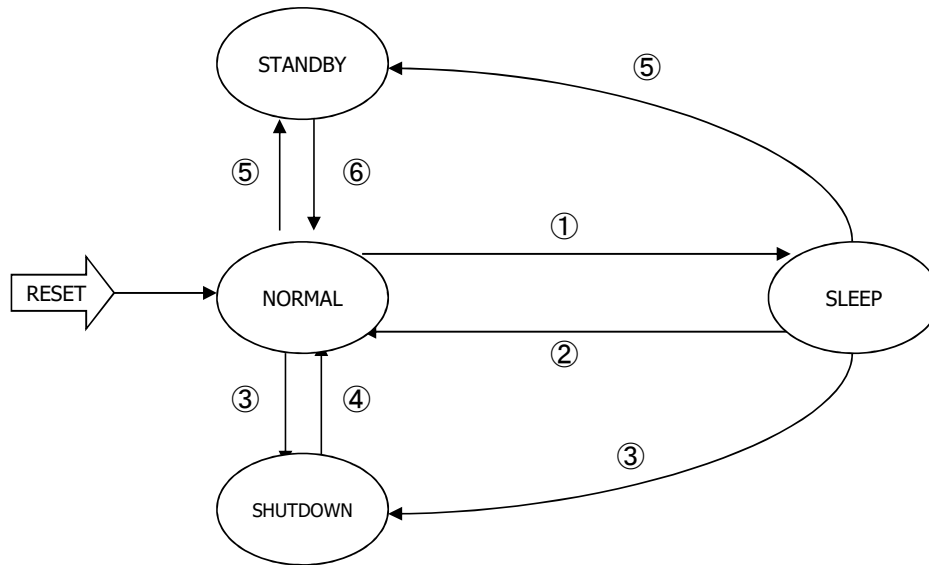 STANDBY
⑤
⑤
⑥
①
RESET
NORMAL
SLEEP
②
③
④
③
SHUTDOWN